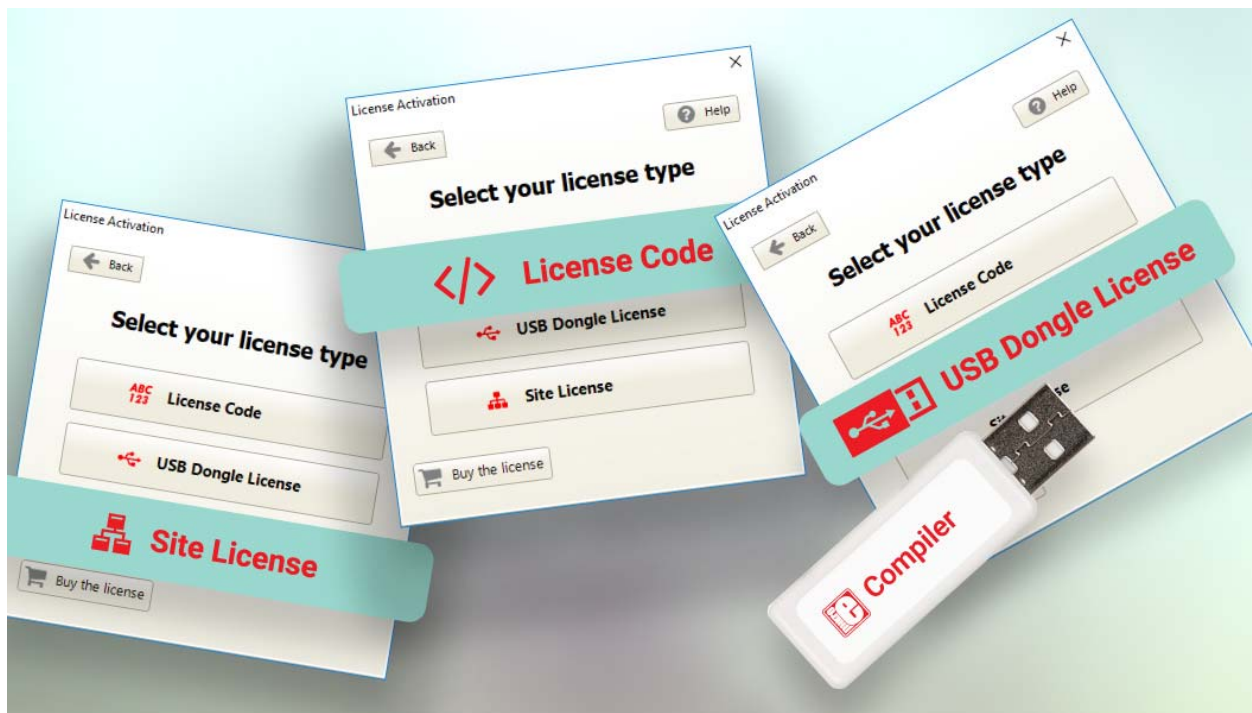 License Activation
Back
Select your license type
ABC
123
License Code
USB Dongle License
Site License
Buy the license
License Activation
Back
Help
Select your license type
</> License Code
USB Dongle License
Site License
Buy the license
License Activation
Back
Help
Select your license type
ABC
123
License Code
USB Dongle License
Compiler